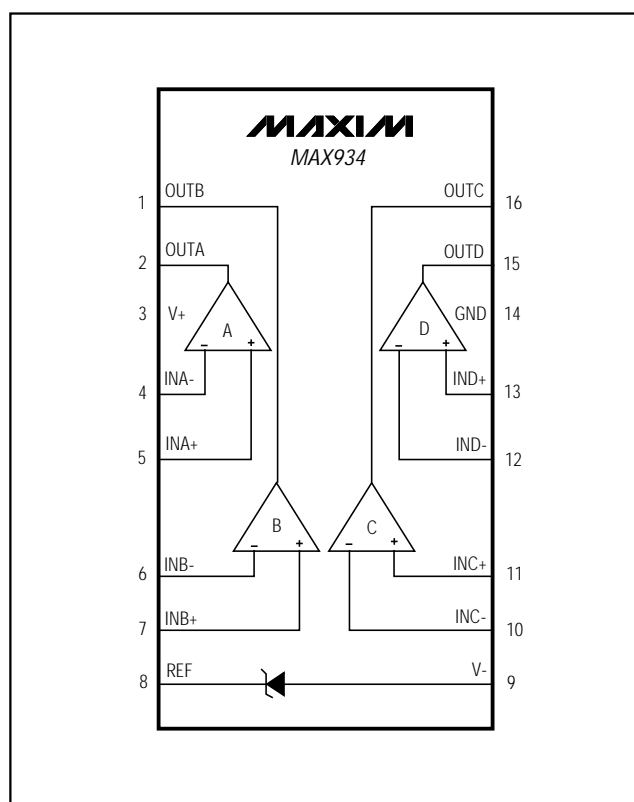 MAXIM
MAX934
1 OUTB OUTC 16
2 OUTA OUTD 15
3 V+ A D GND 14
- + - +
4 INA- IND+ 13
5 INA+ IND- 12
B C
- + - +
6 INB- INC+ 11
7 INB+ INC- 10
8 REF V- 9